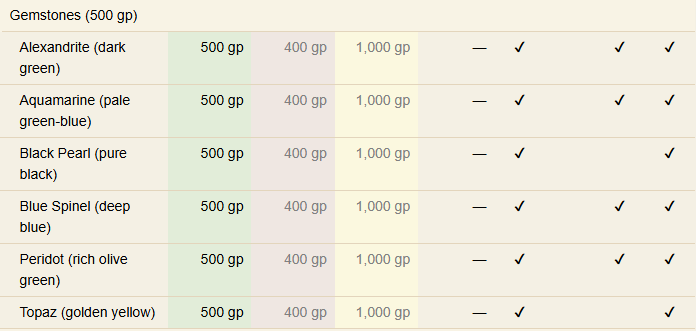 Gemstones (500 gp)
Alexandrite (dark green) 500 gp 400 gp 1,000 gp — ✓ ✓ ✓
Aquamarine (pale green-blue) 500 gp 400 gp 1,000 gp — ✓ ✓ ✓
Black Pearl (pure black) 500 gp 400 gp 1,000 gp — ✓ ✓
Blue Spinel (deep blue) 500 gp 400 gp 1,000 gp — ✓ ✓ ✓
Peridot (rich olive green) 500 gp 400 gp 1,000 gp — ✓ ✓ ✓
Topaz (golden yellow) 500 gp 400 gp 1,000 gp — ✓ ✓